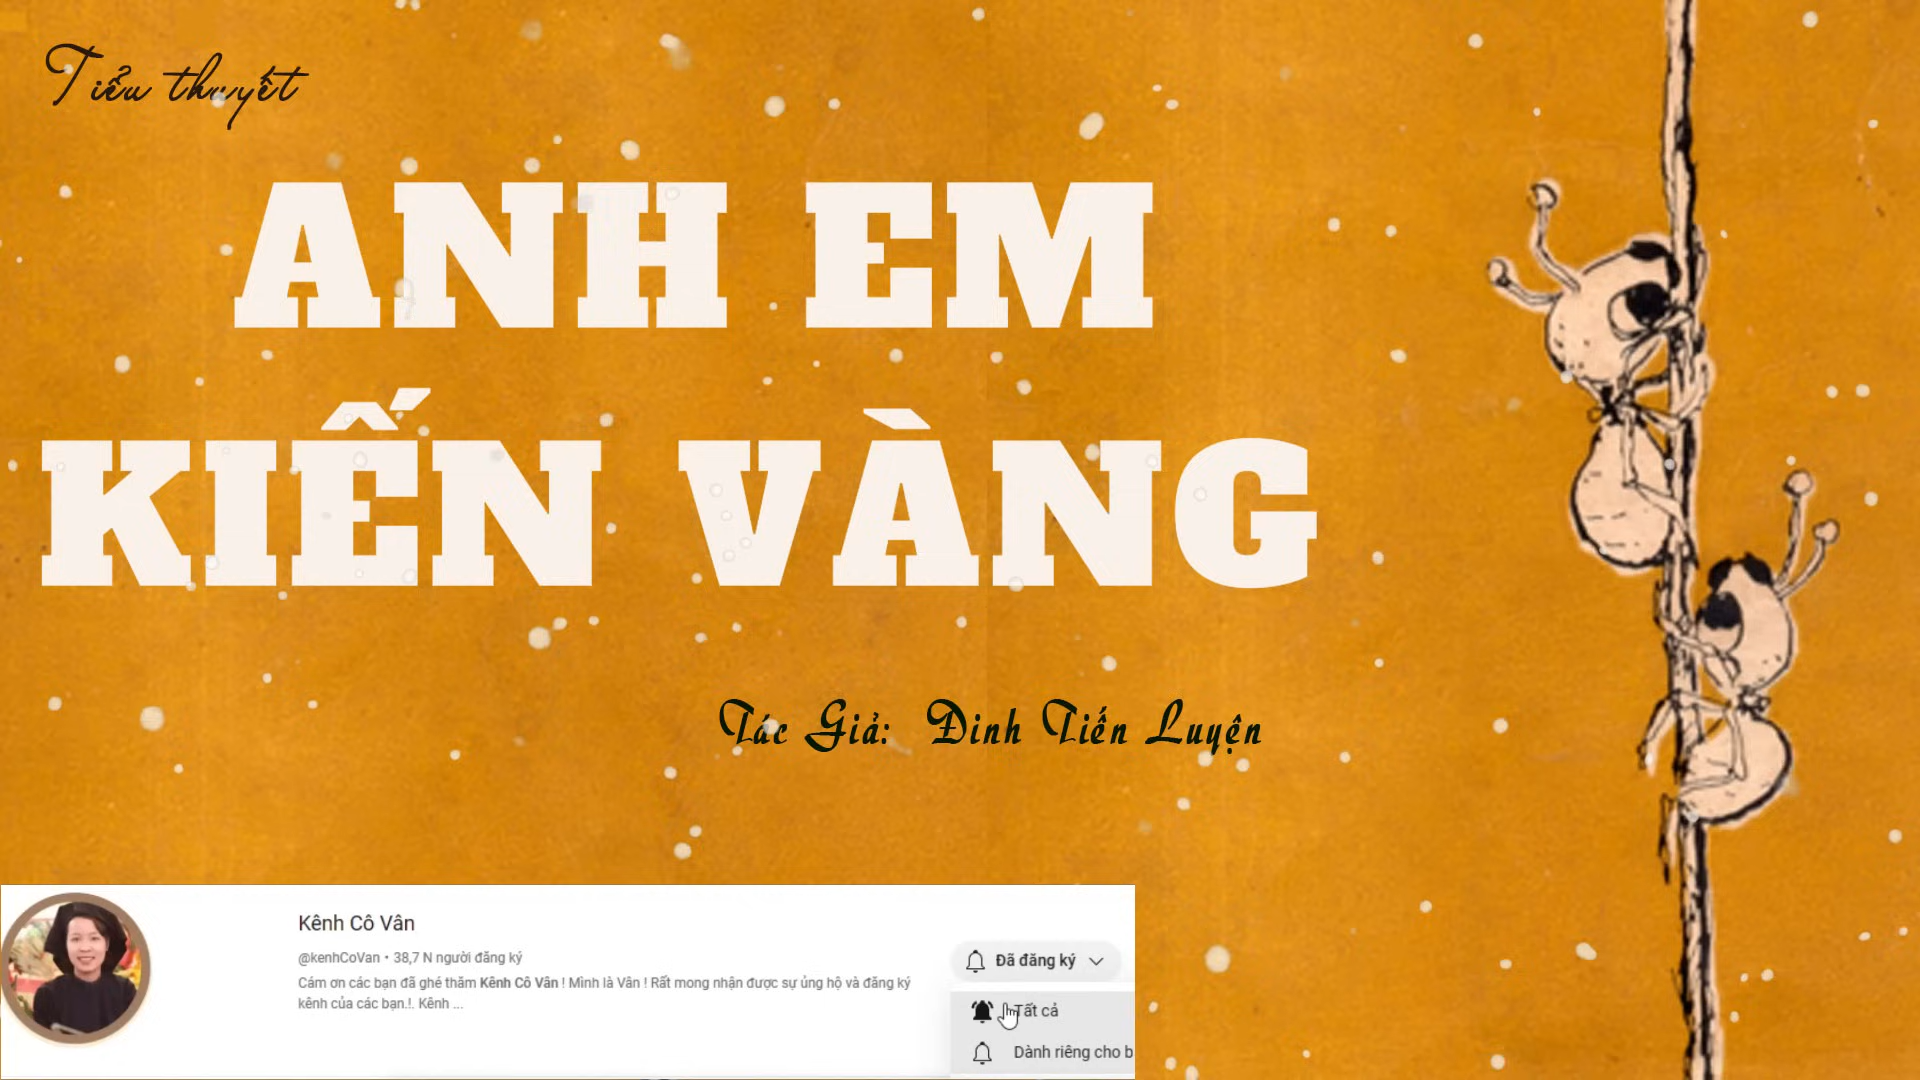 Tiểu thuyết
ANH EM
KIẾN VÀNG
Tác Giả: Đinh Tiến Luyện
Kênh Cô Vân
@kenhCoVan • 38,7 N người đăng ký
Cám ơn các bạn đã ghé thăm Kênh Cô Vân ! Mình là Vân ! Rất mong nhận được sự ủng hộ và đăng ký
kênh của các bạn.!. Kênh ...
Đã đăng ký
Tất cả
Dành riêng cho b